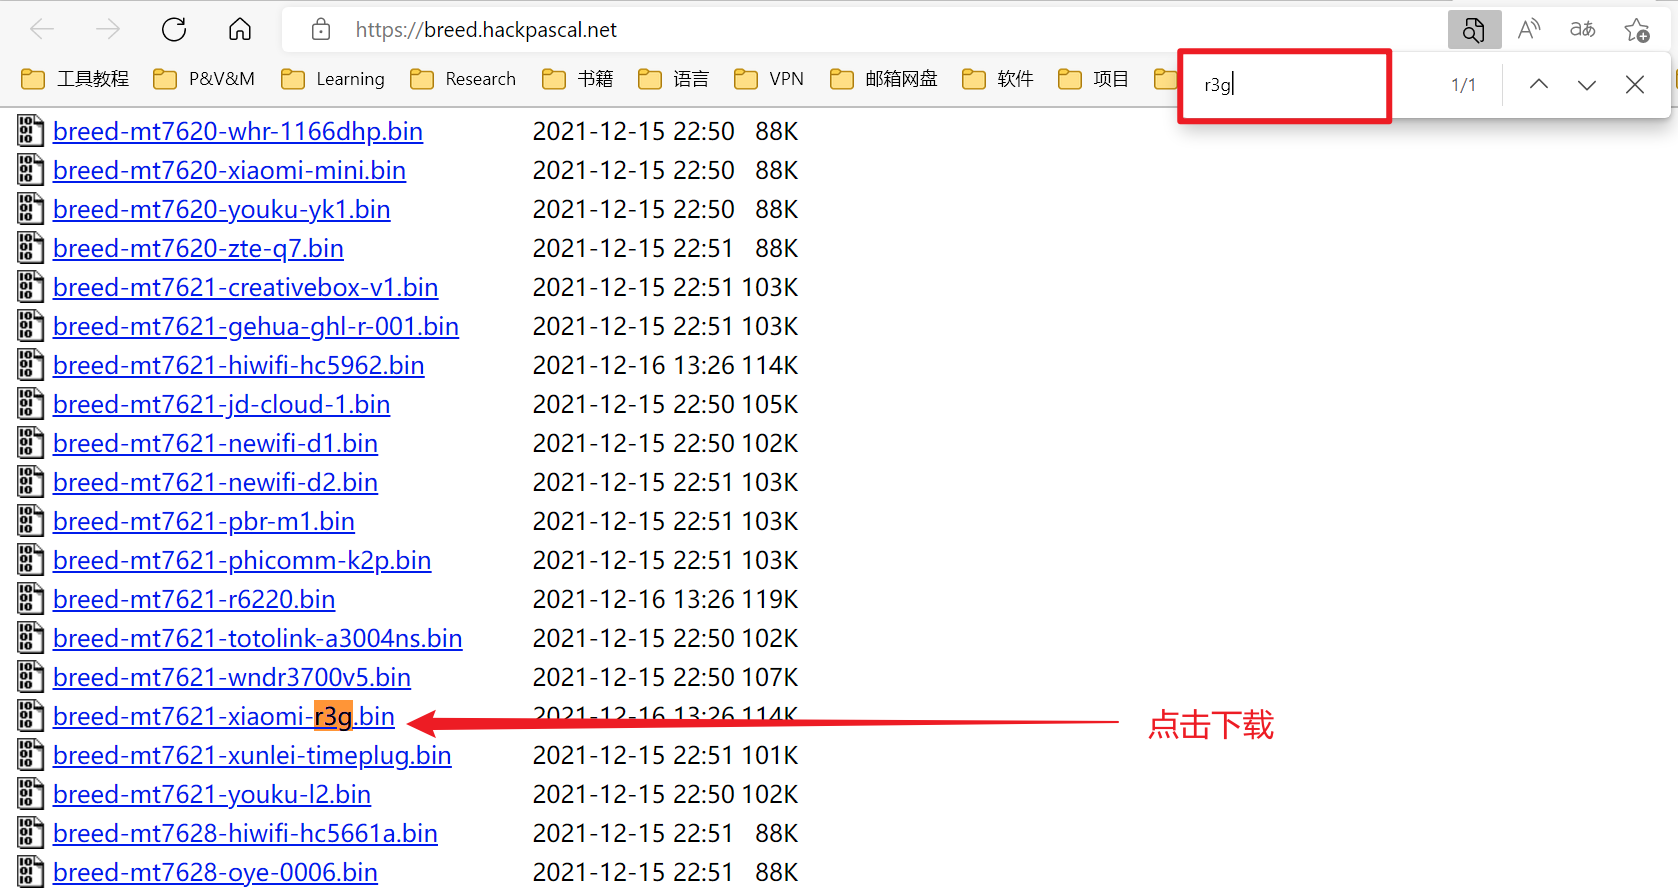 https://breed.hackpascal.net
工具教程 P&V&M Learning Research 书籍 语言 VPN 邮箱网盘 软件 项目
r3g 1/1
breed-mt7620-whr-1166dhp.bin 2021-12-15 22:50 88K
breed-mt7620-xiaomi-mini.bin 2021-12-15 22:50 88K
breed-mt7620-youku-yk1.bin 2021-12-15 22:50 88K
breed-mt7620-zte-q7.bin 2021-12-15 22:51 88K
breed-mt7621-creativebox-v1.bin 2021-12-15 22:51 103K
breed-mt7621-gehua-ghl-r-001.bin 2021-12-15 22:51 103K
breed-mt7621-hiwifi-hc5962.bin 2021-12-16 13:26 114K
breed-mt7621-jd-cloud-1.bin 2021-12-15 22:50 105K
breed-mt7621-newifi-d1.bin 2021-12-15 22:50 102K
breed-mt7621-newifi-d2.bin 2021-12-15 22:51 103K
breed-mt7621-pbr-m1.bin 2021-12-15 22:51 103K
breed-mt7621-phicomm-k2p.bin 2021-12-15 22:51 103K
breed-mt7621-r6220.bin 2021-12-16 13:26 119K
breed-mt7621-totolink-a3004ns.bin 2021-12-15 22:50 102K
breed-mt7621-wndr3700v5.bin 2021-12-15 22:50 107K
breed-mt7621-xiaomi-r3g.bin 2021-12-16 13:26 114K 点击下载
breed-mt7621-xunlei-timeplug.bin 2021-12-15 22:51 101K
breed-mt7621-youku-l2.bin 2021-12-15 22:50 102K
breed-mt7628-hiwifi-hc5661a.bin 2021-12-15 22:51 88K
breed-mt7628-oye-0006.bin 2021-12-15 22:51 88K